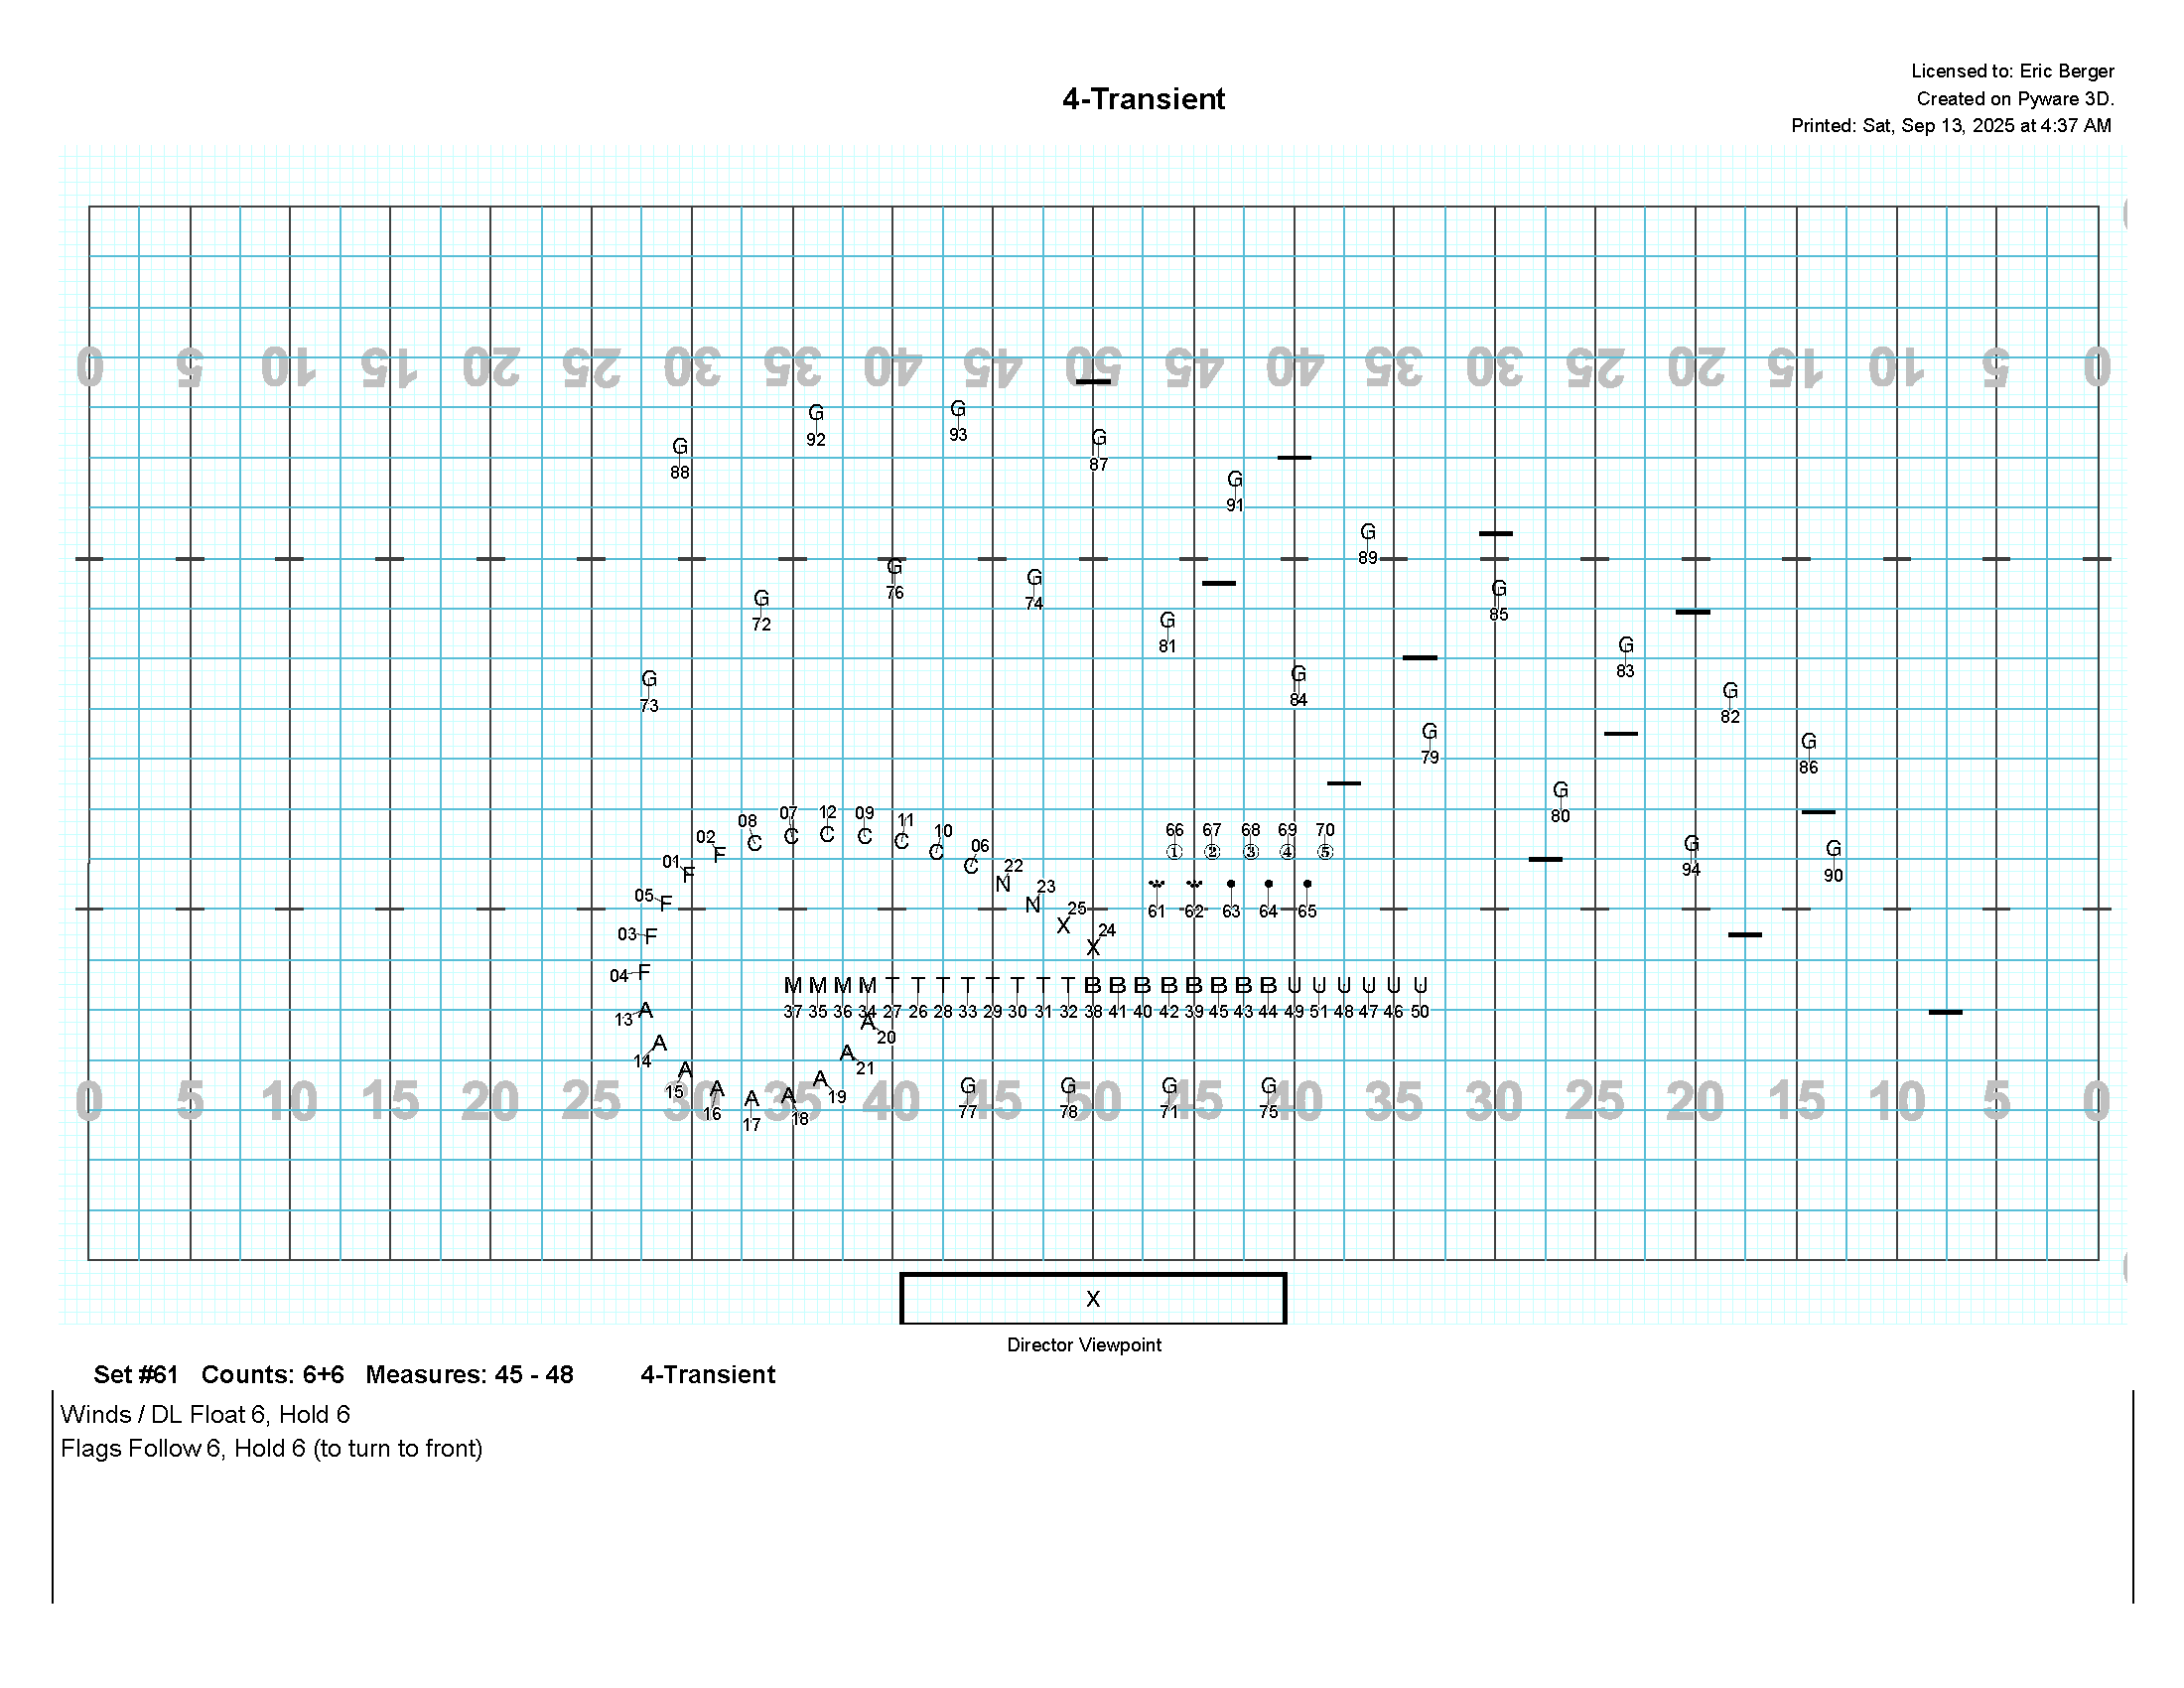 Licensed to: Eric Berger
4-Transient
Created on Pyware 3D.
Printed: Sat, Sep 13, 2025 at 4:37 AM
0 5 10 15 20 25 30 35 40 45 50 45 40 35 30 25 20 15 10 5 0
G G
92 93
G G
88 87
G
91
G
89
G G
76 74
G G
72 85
G
81
G
83
G G
73 84
G
82
G
79
G
86
G
80
07 12 09 11
08 C C C C 10 66 67 68 69 70
02 C C 06 ① ② ③ ④ ⑤
F C G G
01 F 22 94 90
05 F N 23 61 62 63 64 65
N 25
03 F X 24
X
04 F
M M M M T T T T T T T T B B B B B B B B U U U U U U
37 35 36 34 27 26 28 33 29 30 31 32 38 41 40 42 39 45 43 44 49 51 48 47 46 50
13 A A 20
14 A A 21
15 A A 19
16 A A 18 G G G G
17 A 77 78 71 75
0 5 10 15 20 25 30 35 40 45 50 45 40 35 30 25 20 15 10 5 0
X
Director Viewpoint
Set #61 Counts: 6+6 Measures: 45 - 48 4-Transient
Winds / DL Float 6, Hold 6
Flags Follow 6, Hold 6 (to turn to front)